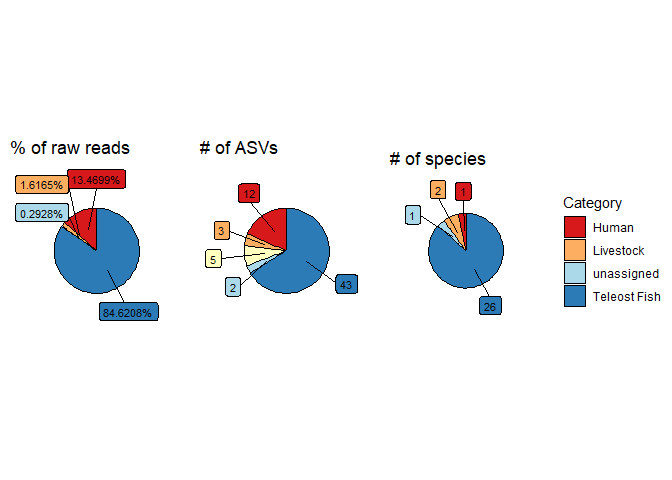 % of raw reads
1.6165%
13.4699%
0.2928%
84.6208%
# of ASVs
12
3
5
2
43
# of species
2
1
1
26
Category
Human
Livestock
unassigned
Teleost Fish